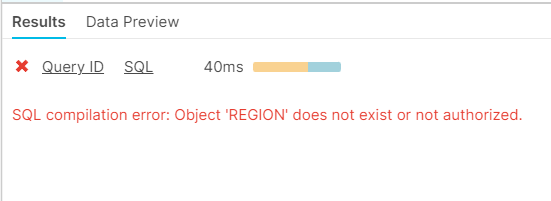 Results Data Preview
Query ID SQL 40ms
SQL compilation error: Object 'REGION' does not exist or not authorized.